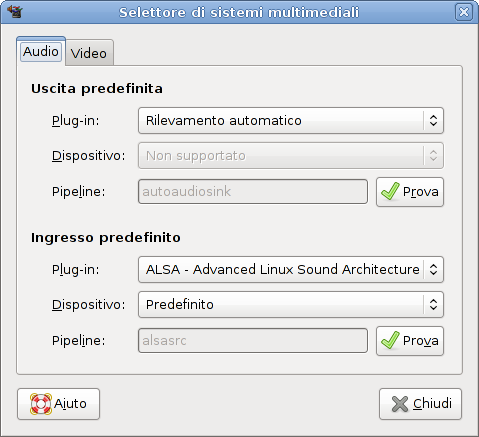 Selettore di sistemi multimediali
Audio Video
Uscita predefinita
Plug-in: Rilevamento automatico
Dispositivo: Non supportato
Pipeline: autoaudiosink Prova
Ingresso predefinito
Plug-in: ALSA - Advanced Linux Sound Architecture
Dispositivo: Predefinito
Pipeline: alsasrc Prova
Aiuto Chiudi